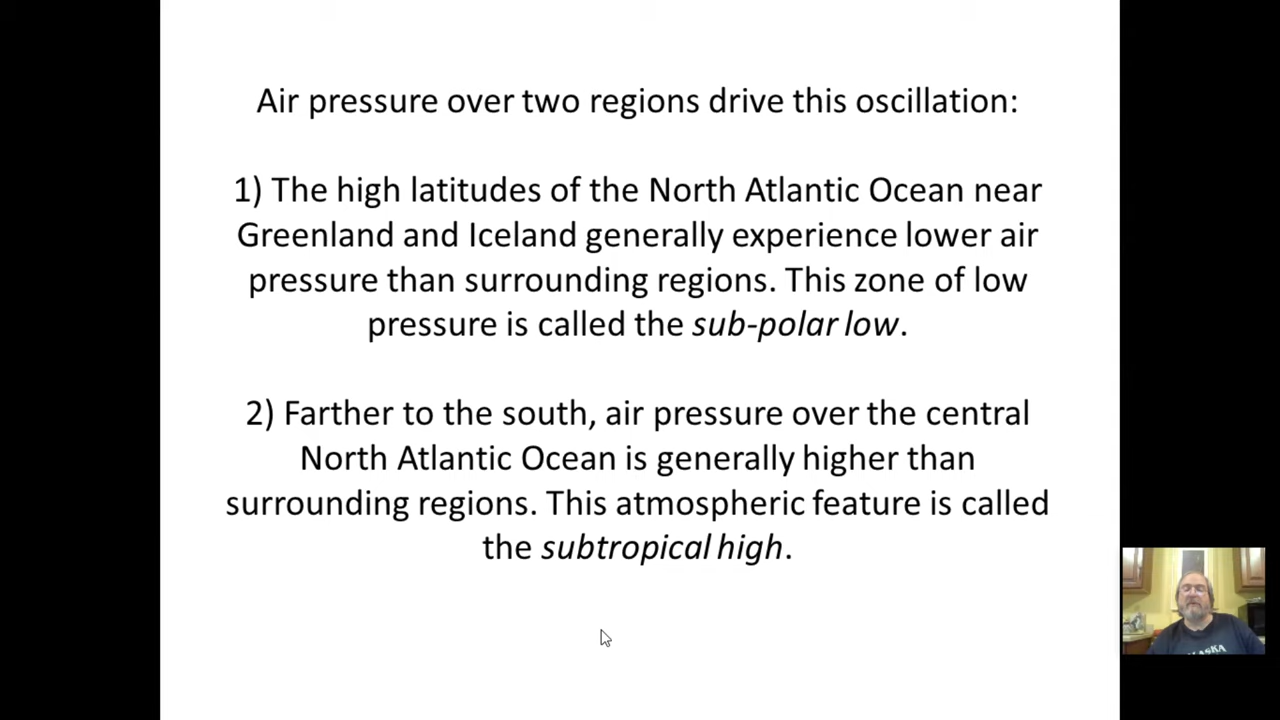 Air pressure over two regions drive this oscillation:
1) The high latitudes of the North Atlantic Ocean near
Greenland and Iceland generally experience lower air
pressure than surrounding regions. This zone of low
pressure is called the sub-polar low.
2) Farther to the south, air pressure over the central
North Atlantic Ocean is generally higher than
surrounding regions. This atmospheric feature is called
the subtropical high.